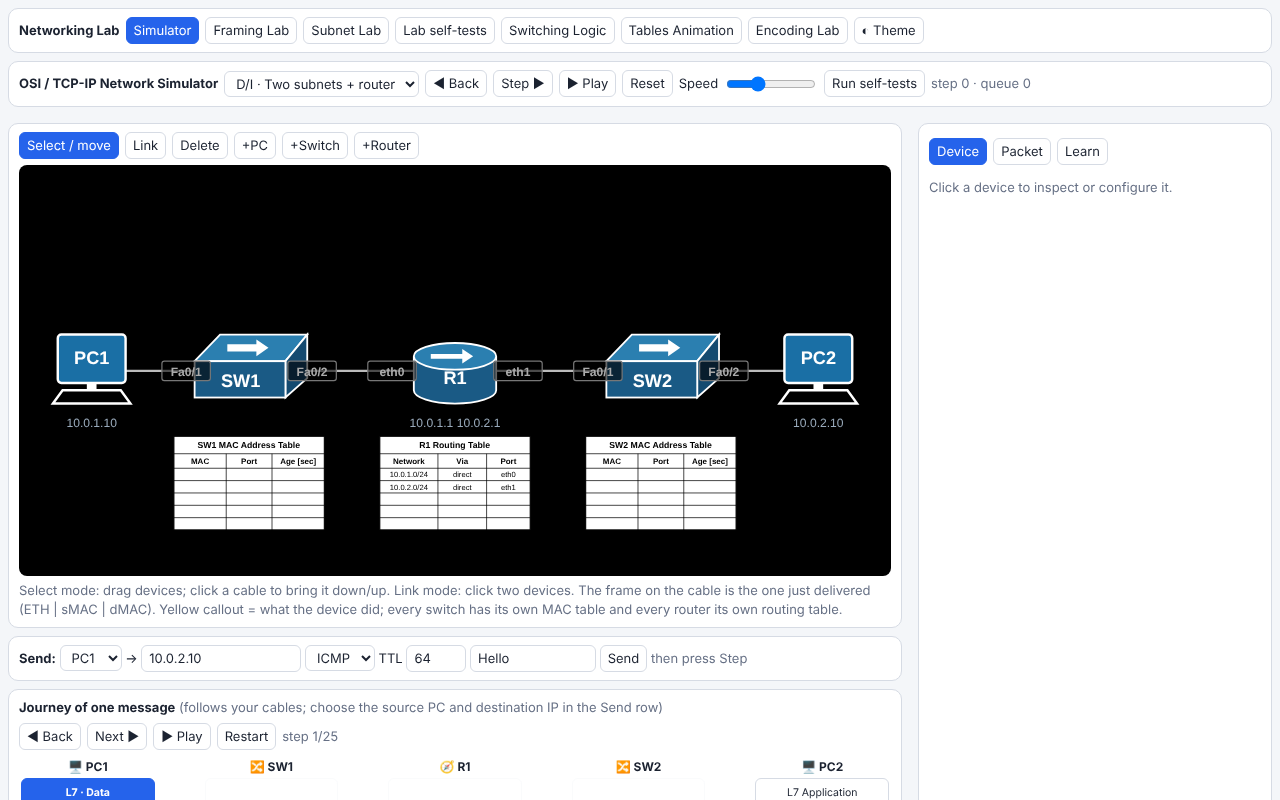 Networking Lab Simulator Framing Lab Subnet Lab Lab self-tests Switching Logic Tables Animation Encoding Lab Theme
OSI / TCP-IP Network Simulator D/I · Two subnets + router ◀ Back Step ▶ ▶ Play Reset Speed Run self-tests step 0 · queue 0
Select / move Link Delete +PC +Switch +Router
PC1 Fa0/1 SW1 Fa0/2 eth0 R1 eth1 Fa0/1 SW2 Fa0/2 PC2
10.0.1.10 10.0.1.1 10.0.2.1 10.0.2.10
SW1 MAC Address Table
MAC Port Age [sec]
R1 Routing Table
Network Via Port
10.0.1.0/24 direct eth0
10.0.2.0/24 direct eth1
SW2 MAC Address Table
MAC Port Age [sec]
Select mode: drag devices; click a cable to bring it down/up. Link mode: click two devices. The frame on the cable is the one just delivered
(ETH | sMAC | dMAC). Yellow callout = what the device did; every switch has its own MAC table and every router its own routing table.
Send: PC1 → 10.0.2.10 ICMP TTL 64 Hello Send then press Step
Journey of one message (follows your cables; choose the source PC and destination IP in the Send row)
◀ Back Next ▶ ▶ Play Restart step 1/25
PC1 SW1 R1 SW2 PC2
L7 · Data L7 Application
Device Packet Learn
Click a device to inspect or configure it.